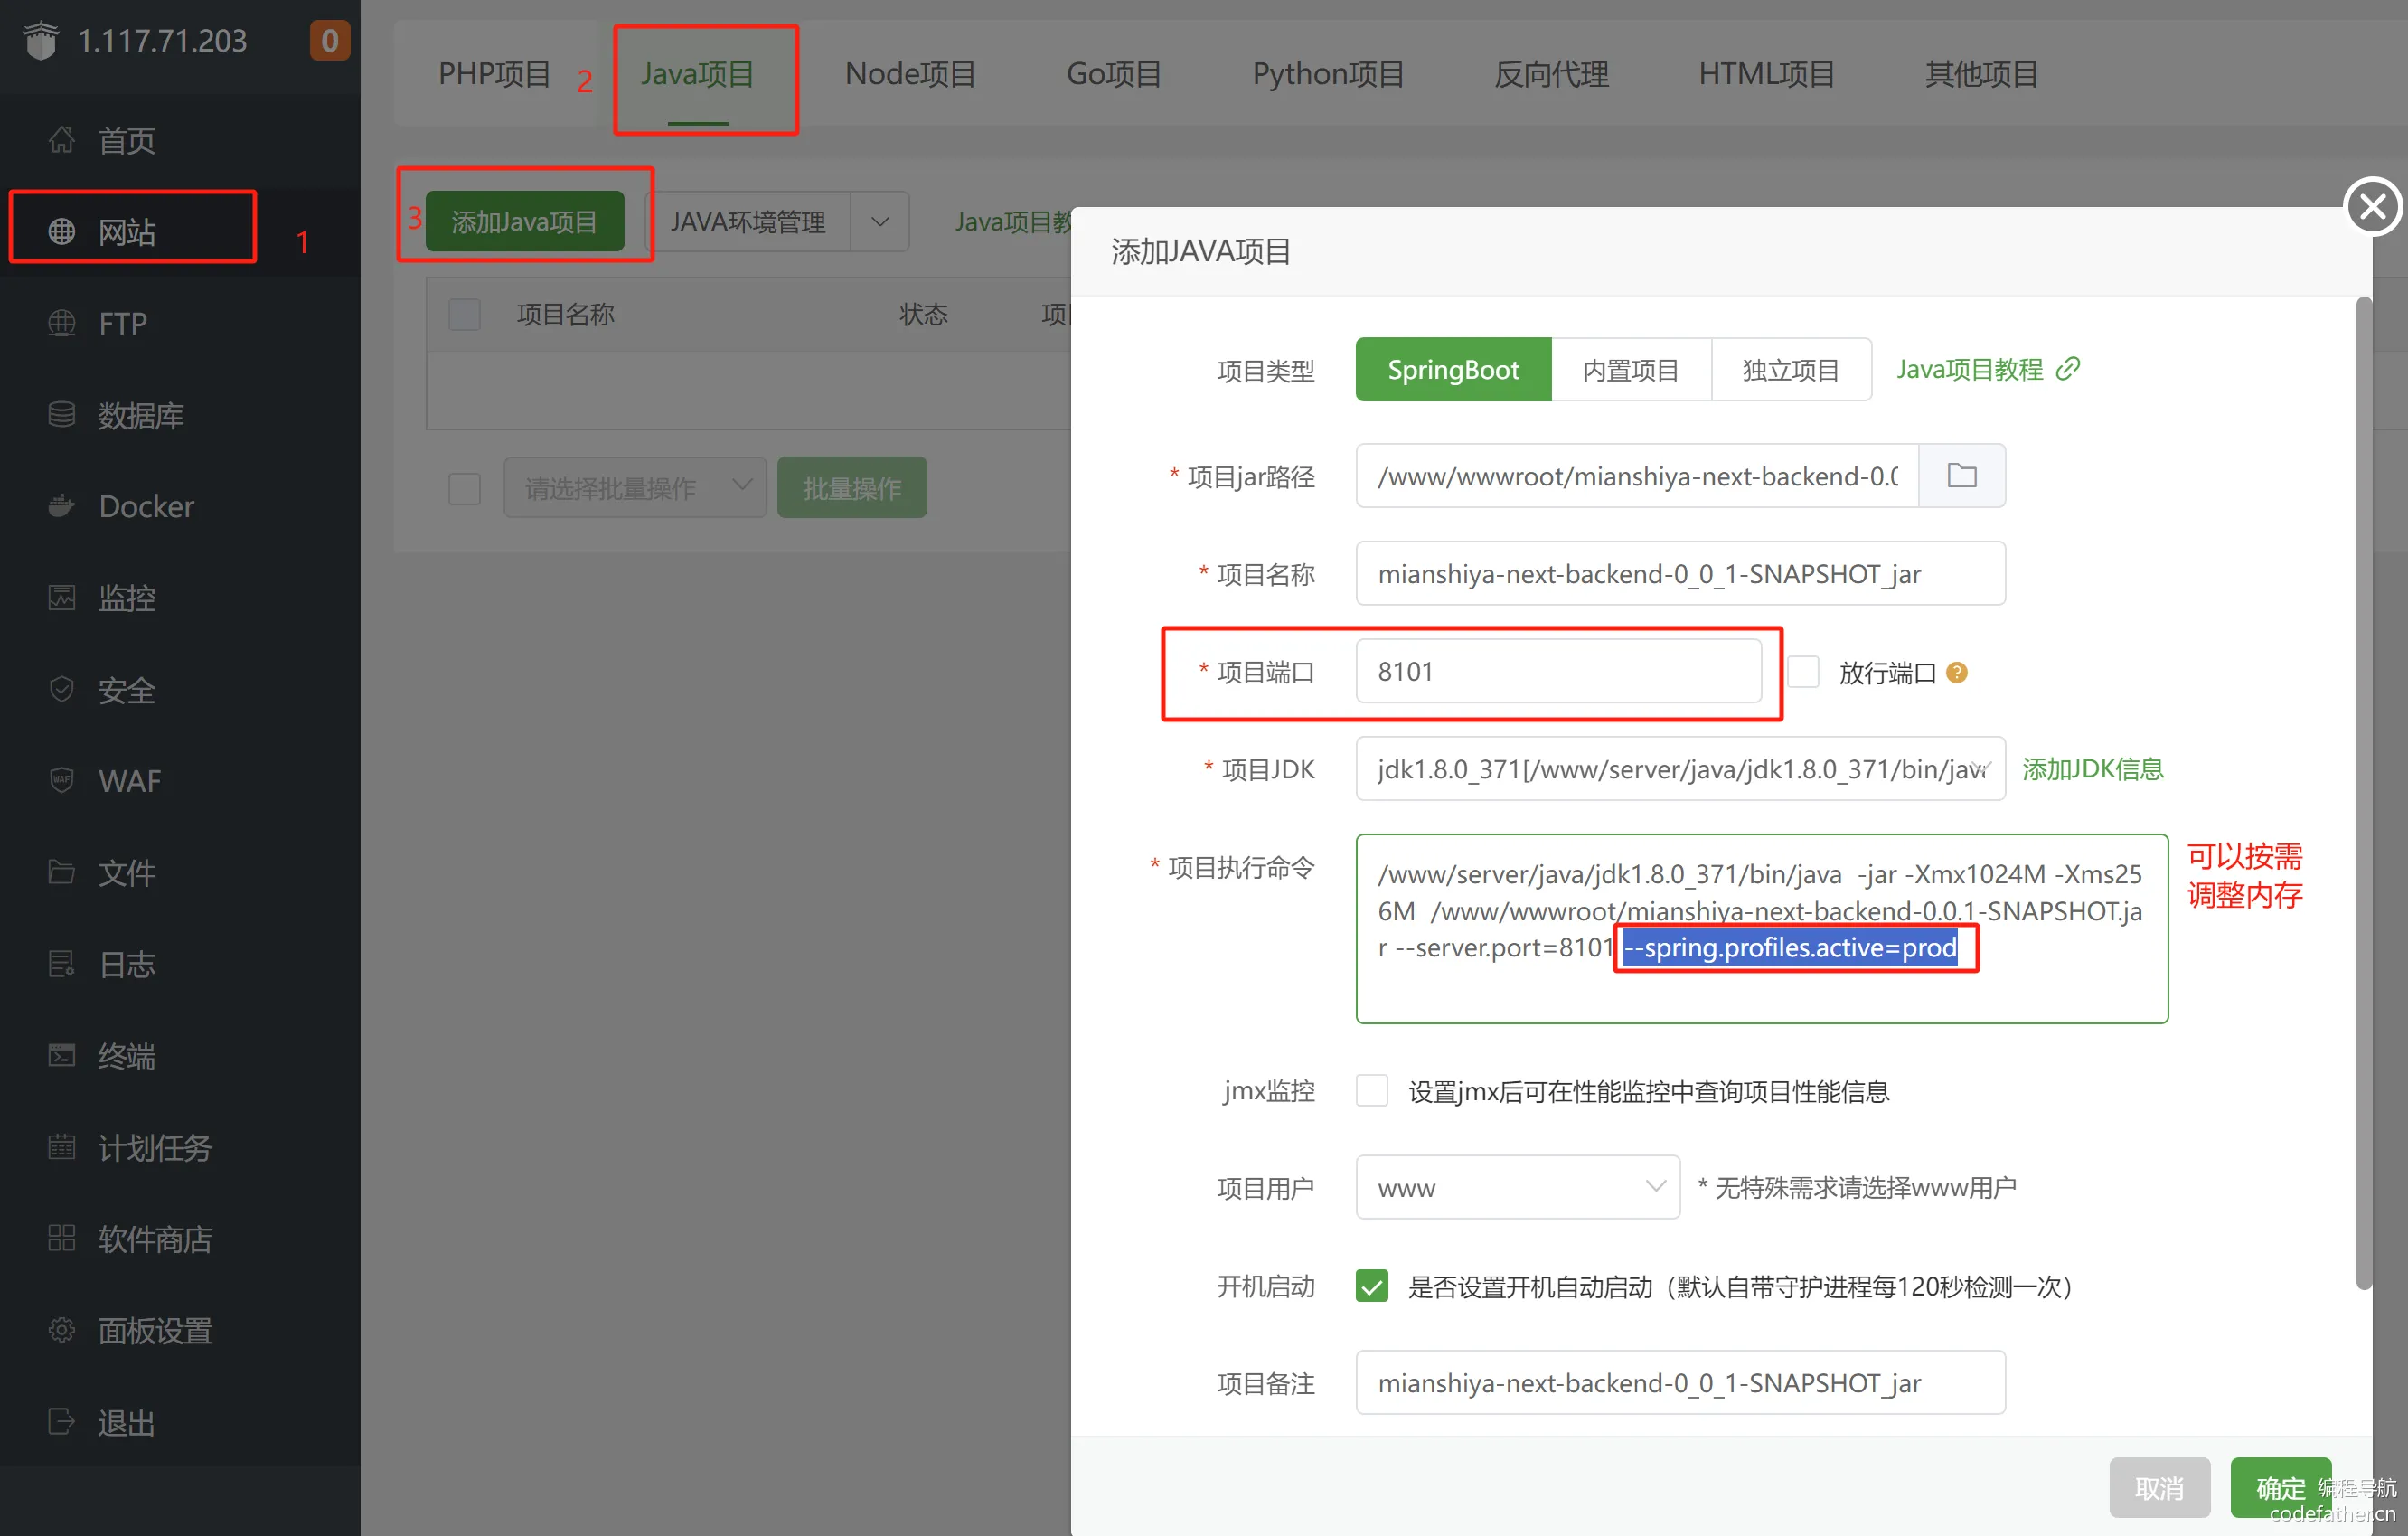 1.117.71.203
0
首页
网站
1
FTP
数据库
Docker
监控
安全
WAF
文件
日志
终端
计划任务
软件商店
面板设置
退出
PHP项目
2
Java项目
Node项目
Go项目
Python项目
反向代理
HTML项目
其他项目
3
添加Java项目
JAVA环境管理
Java项目教
项目名称
状态
请选择批量操作
批量操作
添加JAVA项目
项目类型
SpringBoot
内置项目
独立项目
Java项目教程
* 项目jar路径
/www/wwwroot/mianshiya-next-backend-0.0
* 项目名称
mianshiya-next-backend-0_0_1-SNAPSHOT_jar
* 项目端口
8101
放行端口
?
* 项目JDK
jdk1.8.0_371[/www/server/java/jdk1.8.0_371/bin/java
添加JDK信息
* 项目执行命令
/www/server/java/jdk1.8.0_371/bin/java -jar -Xmx1024M -Xms25
6M /www/wwwroot/mianshiya-next-backend-0.0.1-SNAPSHOT.ja
r --server.port=8101 --spring.profiles.active=prod
可以按需
调整内存
jmx监控
设置jmx后可在性能监控中查询项目性能信息
项目用户
www
* 无特殊需求请选择www用户
开机启动
是否设置开机自动启动（默认自带守护进程每120秒检测一次）
项目备注
mianshiya-next-backend-0_0_1-SNAPSHOT_jar
取消
确定
编程导航
codefather.cn